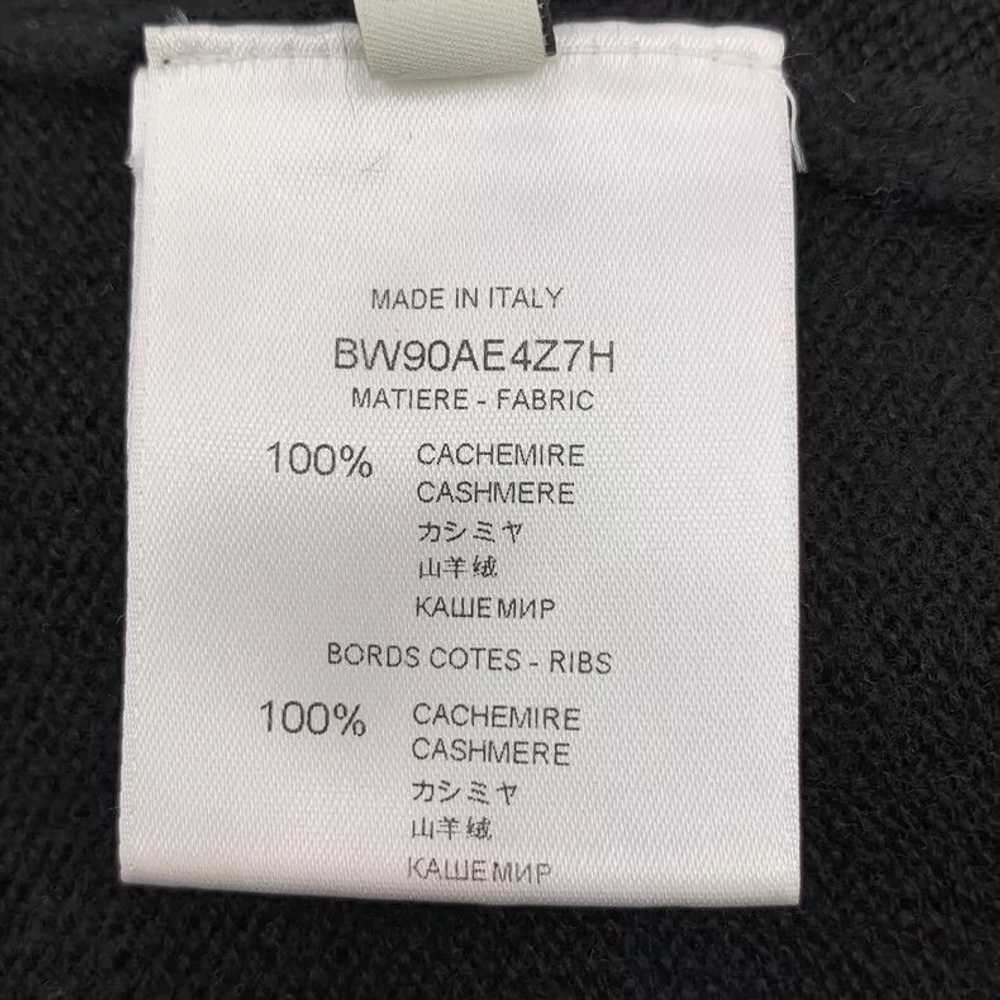 MADE IN ITALY
BW90AE4Z7H
MATIERE - FABRIC
100% CACHEMIRE
CASHMERE
カシミヤ
山羊绒
КАШЕМИР
BORDS COTES - RIBS
100% CACHEMIRE
CASHMERE
カシミヤ
山羊绒
КАШЕМИР